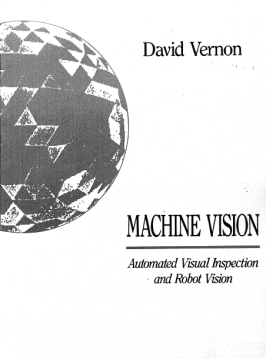 David Vernon
MACHINE VISION
Automated Visual Inspection
and Robot Vision